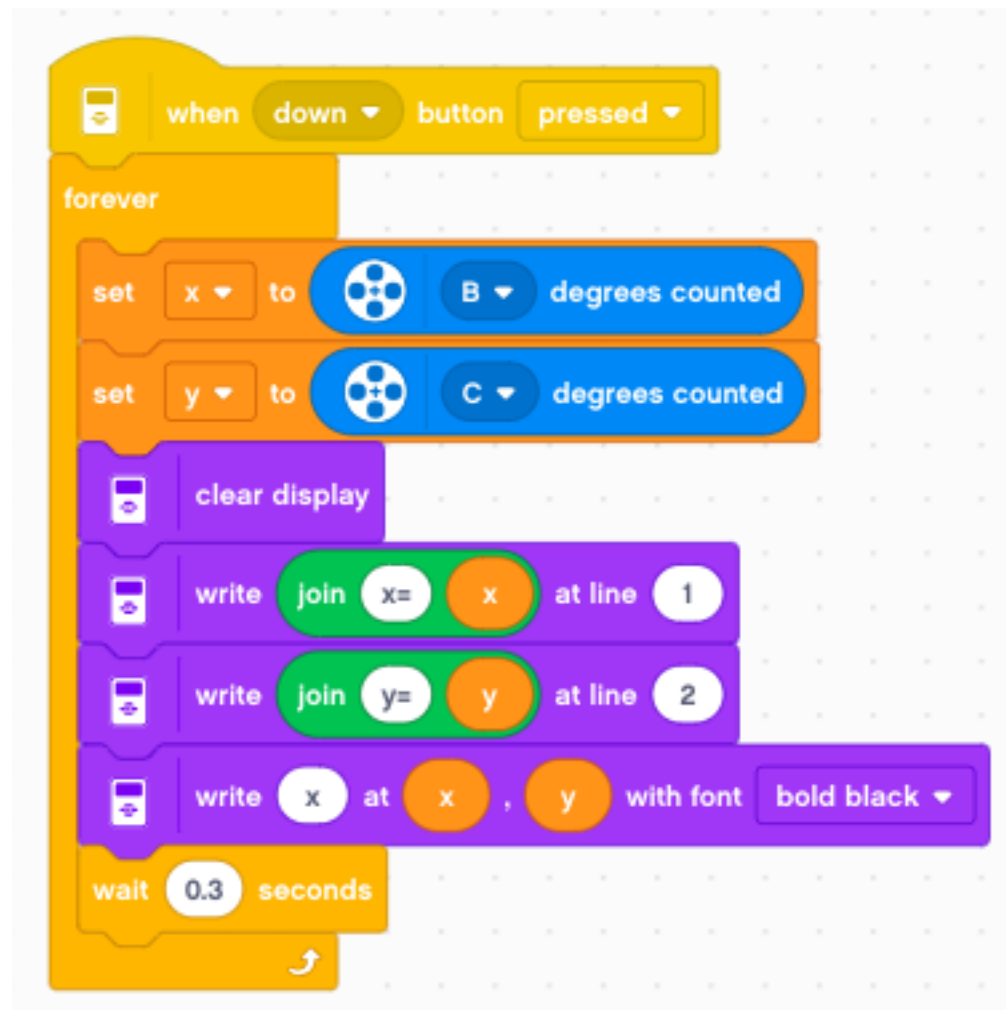 when down button pressed
forever
set x to B degrees counted
set y to C degrees counted
clear display
write join x= x at line 1
write join y= y at line 2
write x at x , y with font bold black
wait 0.3 seconds